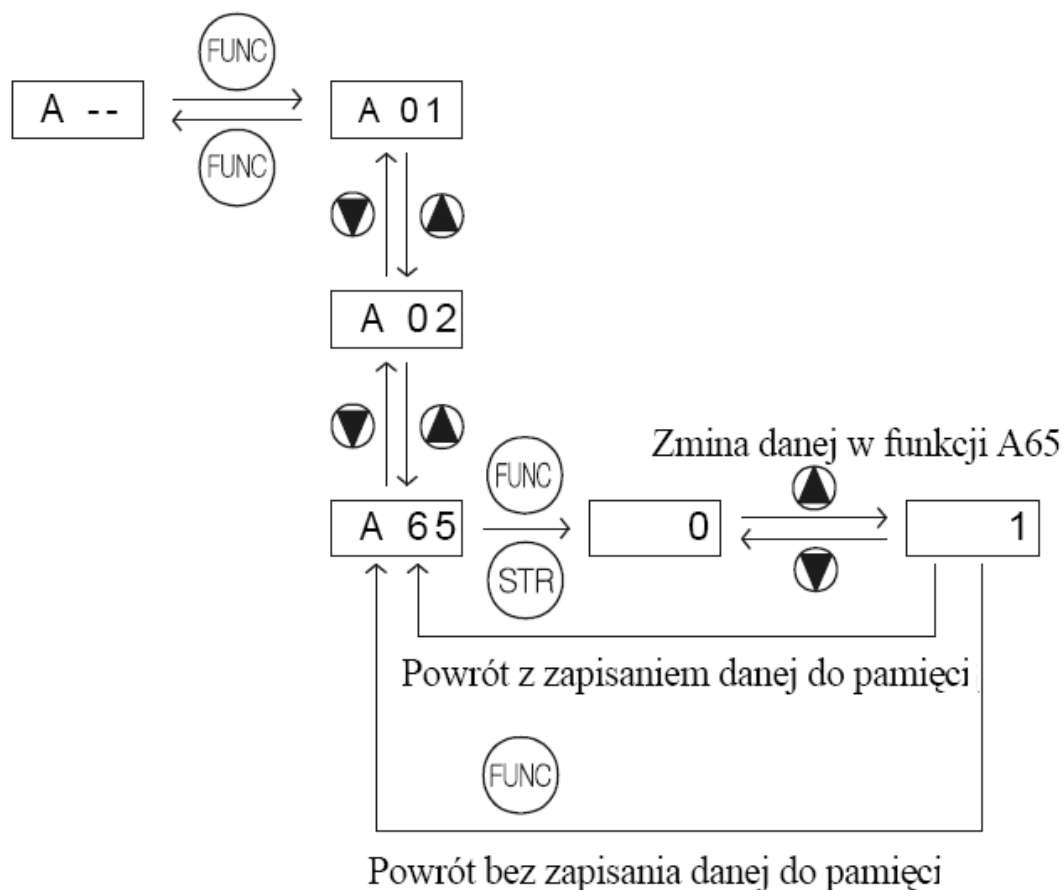 FUNC
A --
A 01
FUNC
A 02
Zmina danej w funkcji A65
FUNC
A 65
0
1
STR
Powrót z zapisaniem danej do pamięci
FUNC
Powrót bez zapisania danej do pamięci